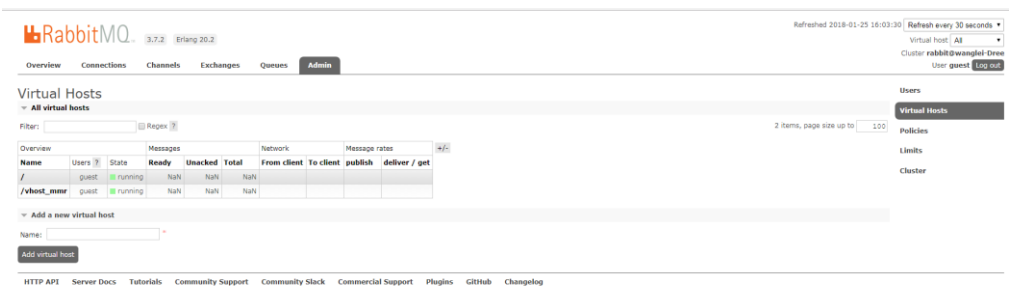 RabbitMQ 3.7.2 Erlang 20.2
Refreshed 2018-01-25 16:03:30 Refresh every 30 seconds
Virtual host All
Cluster rabbit@wanglei-Dree
User guest Log out
Overview Connections Channels Exchanges Queues Admin
Virtual Hosts
All virtual hosts
Filter: Regex ?
2 items, page size up to 100
Overview Messages Network Message rates +/-
Name Users ? State Ready Unacked Total From client To client publish deliver / get
/ guest running NaN NaN NaN
/vhost_mmr guest running NaN NaN NaN
Add a new virtual host
Name: *
Add virtual host
Users
Virtual Hosts
Policies
Limits
Cluster
HTTP API Server Docs Tutorials Community Support Community Slack Commercial Support Plugins GitHub Changelog